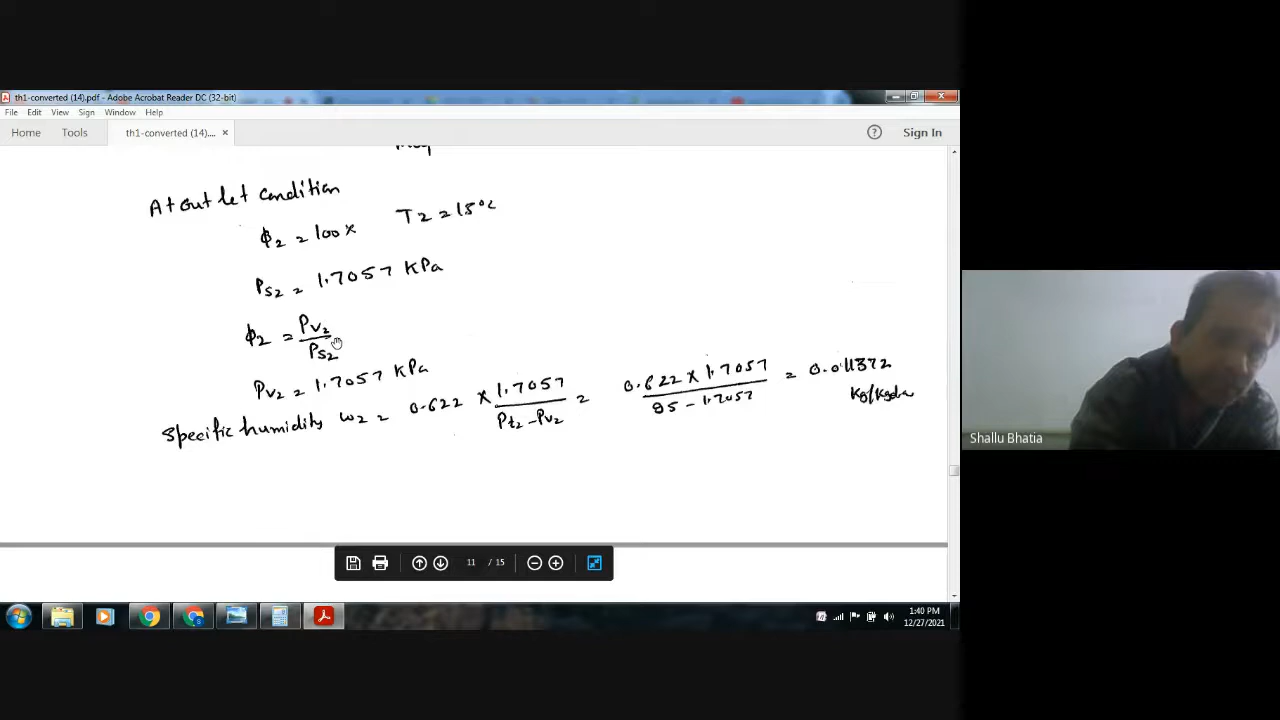 th1-converted (14).pdf - Adobe Acrobat Reader DC (32-bit)
File Edit View Sign Window Help
Home Tools th1-converted (14).... × Sign In
At outlet condition
ϕ2 = 100% T2 = 15°C
Ps2 = 1.7057 KPa
ϕ2 = Pv2 / Ps2
Pv2 = 1.7057 KPa
Specific humidity ω2 = 0.622 × 1.7057 / Pt2 - Pv2 = 0.622 × 1.7057 / 95 - 1.7057 = 0.011372
kg/kgda
Shallu Bhatia
11 / 15
1:40 PM
12/27/2021